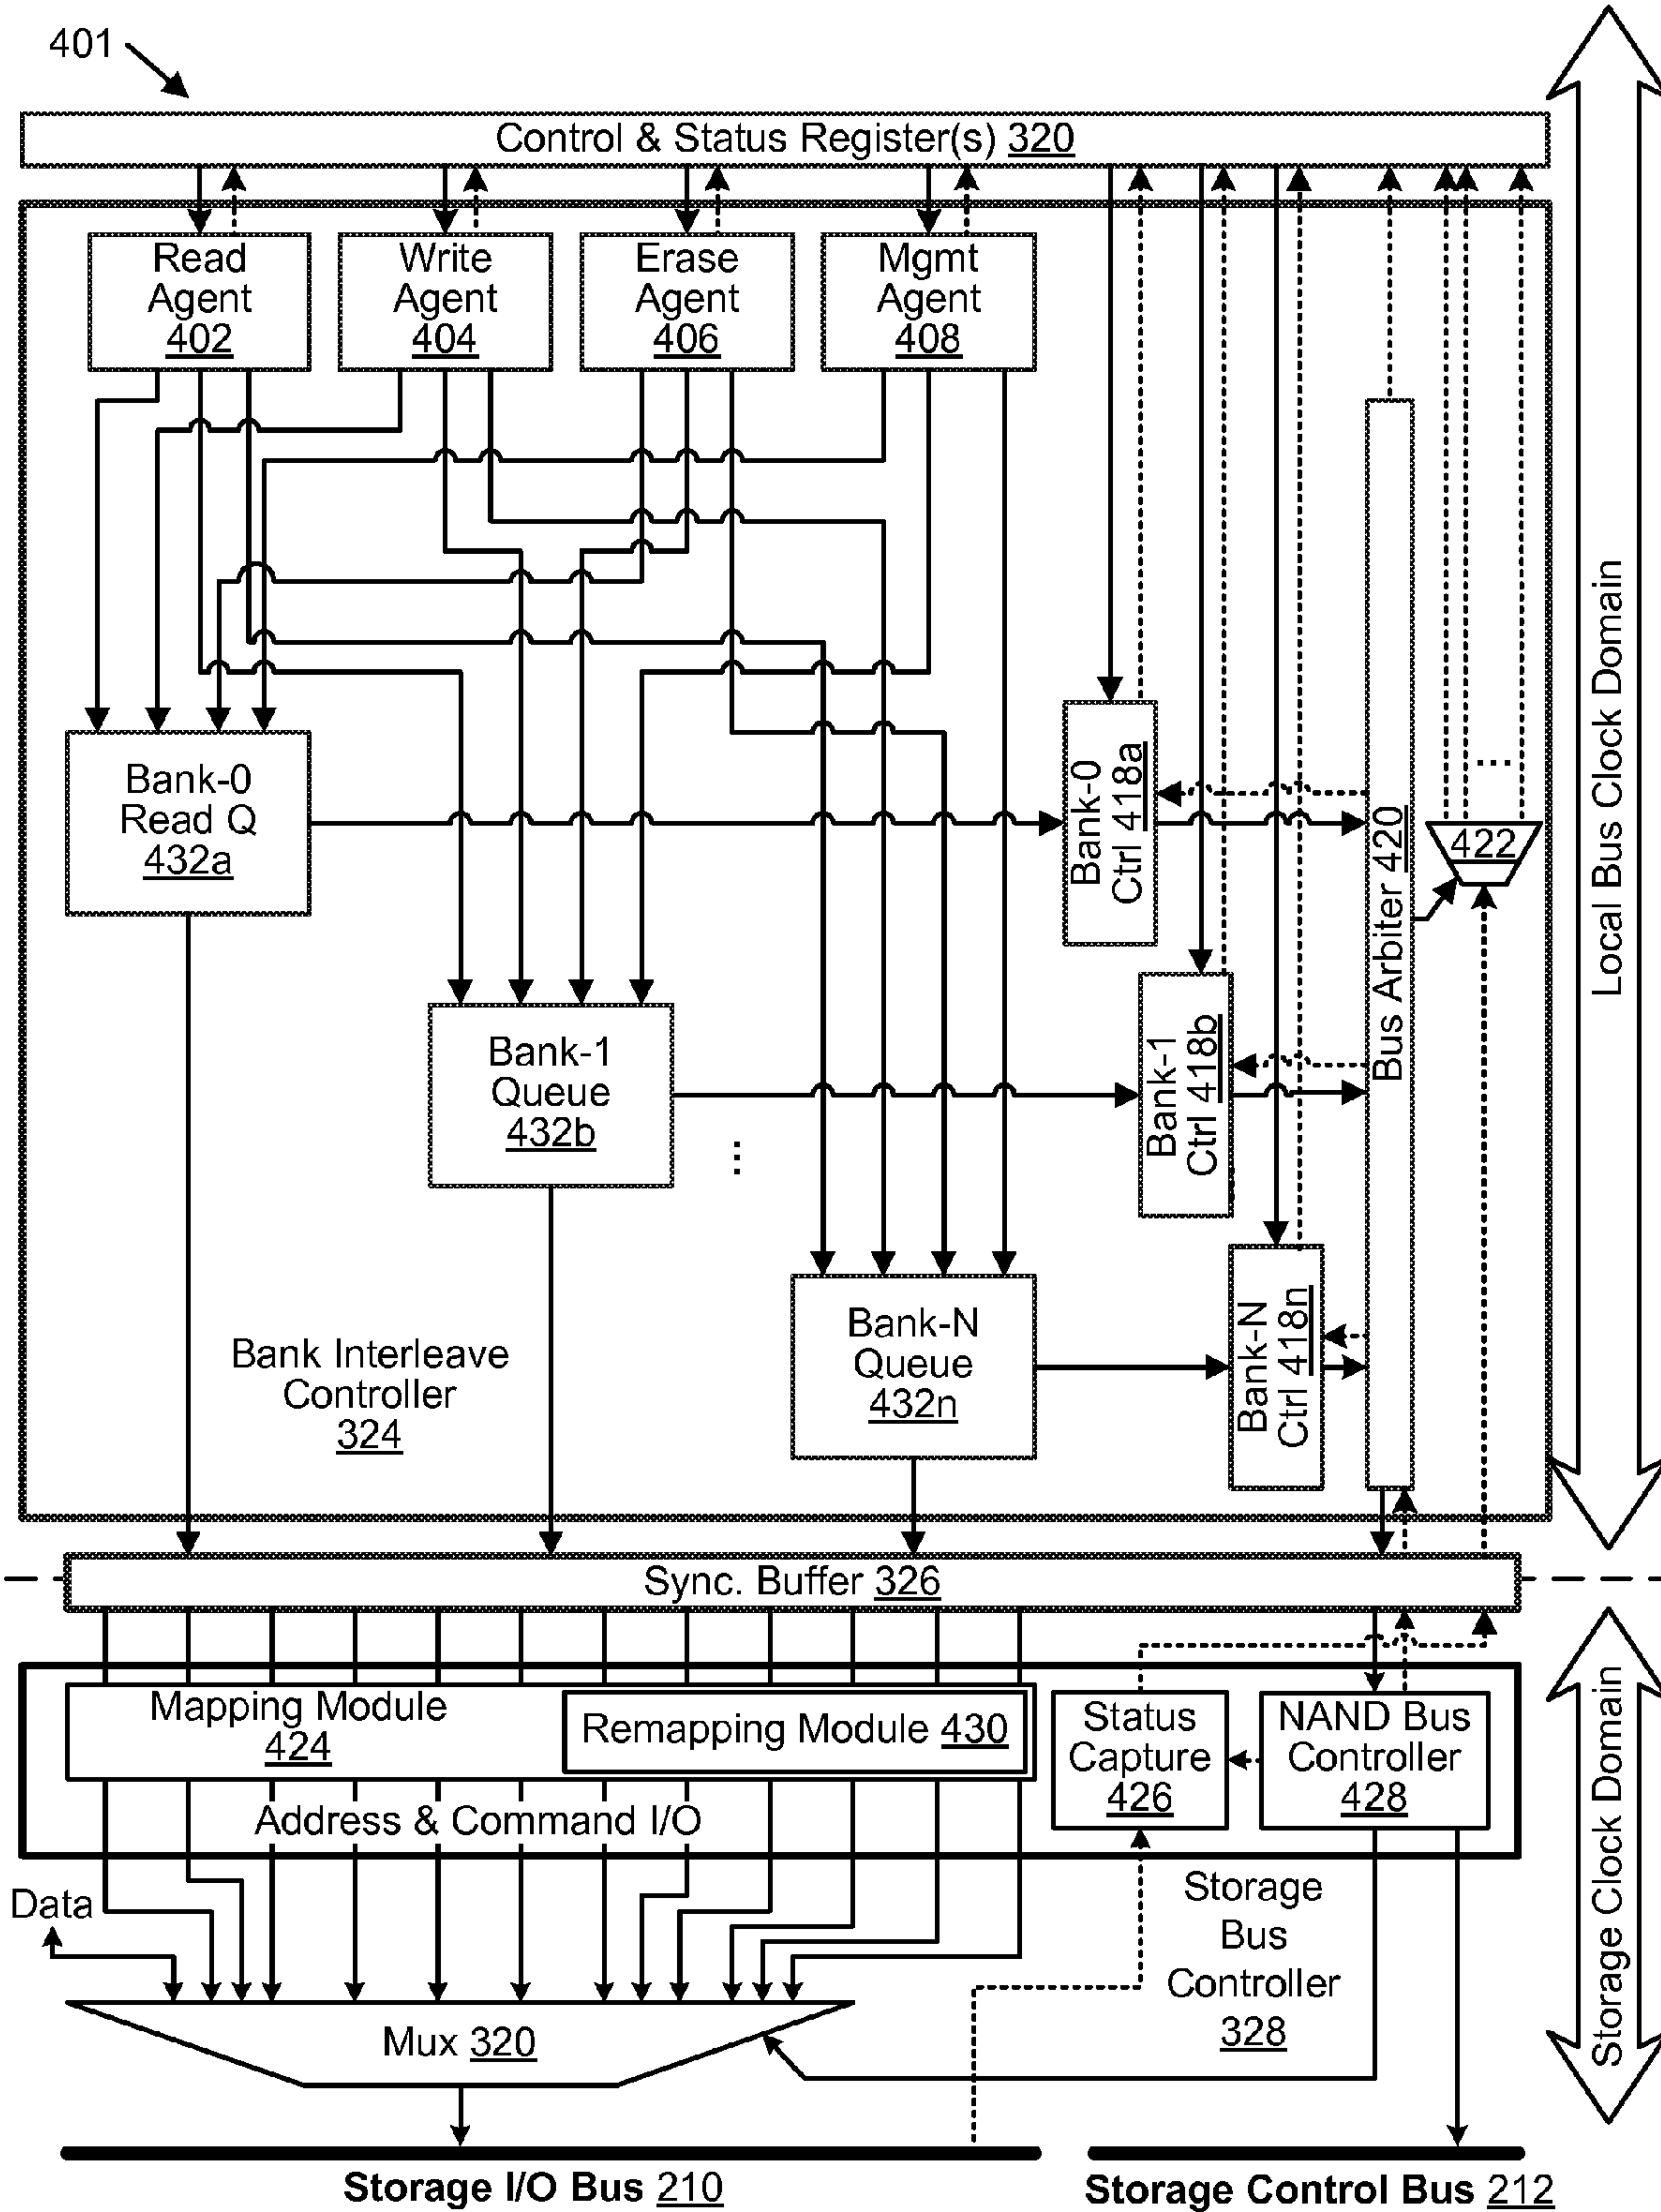 401
Control & Status Register(s) 320
Read
Agent
402
Write
Agent
404
Erase
Agent
406
Mgmt
Agent
408
Bank-0
Read Q
432a
Bank-0
Ctrl 418a
Bus Arbiter 420
...
422
Local Bus Clock Domain
Bank-1
Queue
432b
...
Bank-1
Ctrl 418b
Bank Interleave
Controller
324
Bank-N
Queue
432n
Bank-N
Ctrl 418n
Sync. Buffer 326
Mapping Module
424
Remapping Module 430
Status
Capture
426
NAND Bus
Controller
428
Address & Command I/O
Storage Clock Domain
Data
Storage
Bus
Controller
328
Mux 320
Storage I/O Bus 210
Storage Control Bus 212